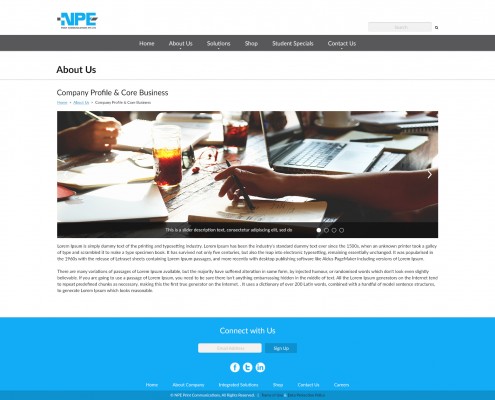 NPE
Search
Home About Us Solutions Shop Student Specials Contact Us
About Us
Company Profile & Core Business
Home > About Us > Company Profile & Core Business
This is a slider description text, consectetur adipiscing elit, sed do
Lorem Ipsum is simply dummy text of the printing and typesetting industry. Lorem Ipsum has been the industry's standard dummy text ever since the 1500s, when an unknown printer took a galley
of type and scrambled it to make a type specimen book. It has survived not only five centuries, but also the leap into electronic typesetting, remaining essentially unchanged. It was popularised in
the 1960s with the release of Letraset sheets containing Lorem Ipsum passages, and more recently with desktop publishing software like Aldus PageMaker including versions of Lorem Ipsum.
There are many variations of passages of Lorem Ipsum available, but the majority have suffered alteration in some form, by injected humour, or randomised words which don't look even slightly
believable. If you are going to use a passage of Lorem Ipsum, you need to be sure there isn't anything embarrassing hidden in the middle of text. All the Lorem Ipsum generators on the Internet tend
to repeat predefined chunks as necessary, making this the first true generator on the Internet. It uses a dictionary of over 200 Latin words, combined with a handful of model sentence structures,
to generate Lorem Ipsum which looks reasonable.
Connect with Us
Sign Up
Home About Company Integrated Solutions Shop Contact Us Careers
© NPE Print Communications. All Rights Reserved. |